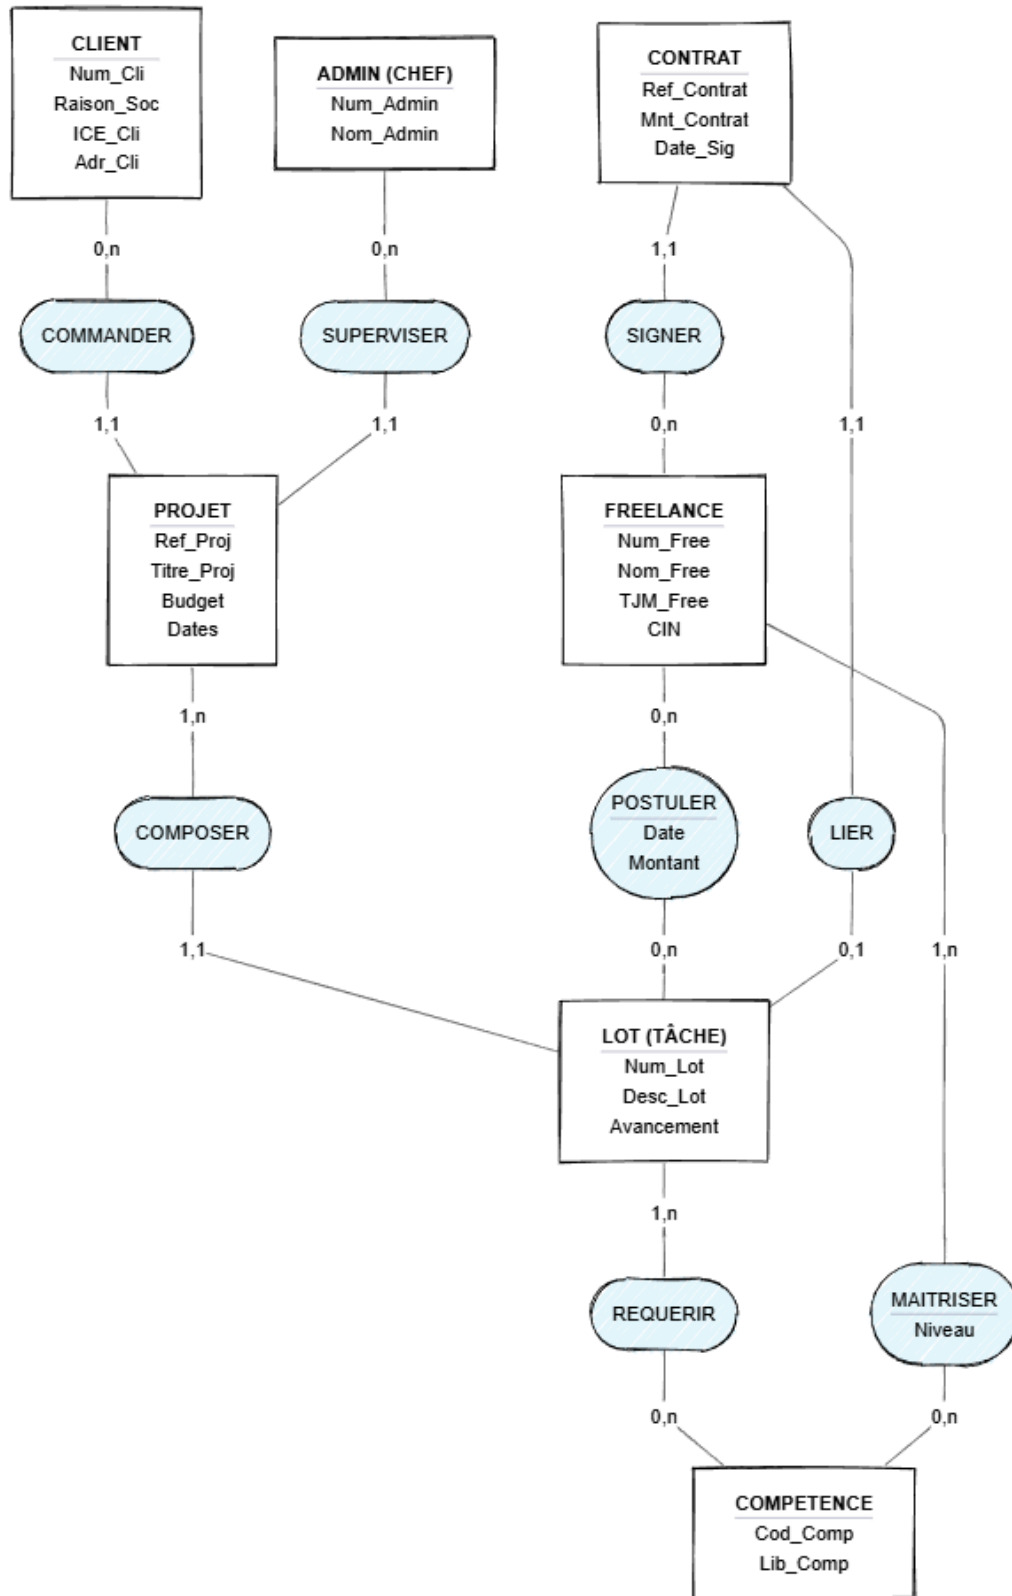 CLIENT
Num_Cli
Raison_Soc
ICE_Cli
Adr_Cli
ADMIN (CHEF)
Num_Admin
Nom_Admin
CONTRAT
Ref_Contrat
Mnt_Contrat
Date_Sig
0,n
0,n
1,1
COMMANDER
SUPERVISER
SIGNER
1,1
1,1
0,n
1,1
PROJET
Ref_Proj
Titre_Proj
Budget
Dates
FREELANCE
Num_Free
Nom_Free
TJM_Free
CIN
1,n
0,n
COMPOSER
POSTULER
Date
Montant
LIER
1,1
0,n
0,1
1,n
LOT (TÂCHE)
Num_Lot
Desc_Lot
Avancement
1,n
REQUERIR
MAITRISER
Niveau
0,n
0,n
COMPETENCE
Cod_Comp
Lib_Comp